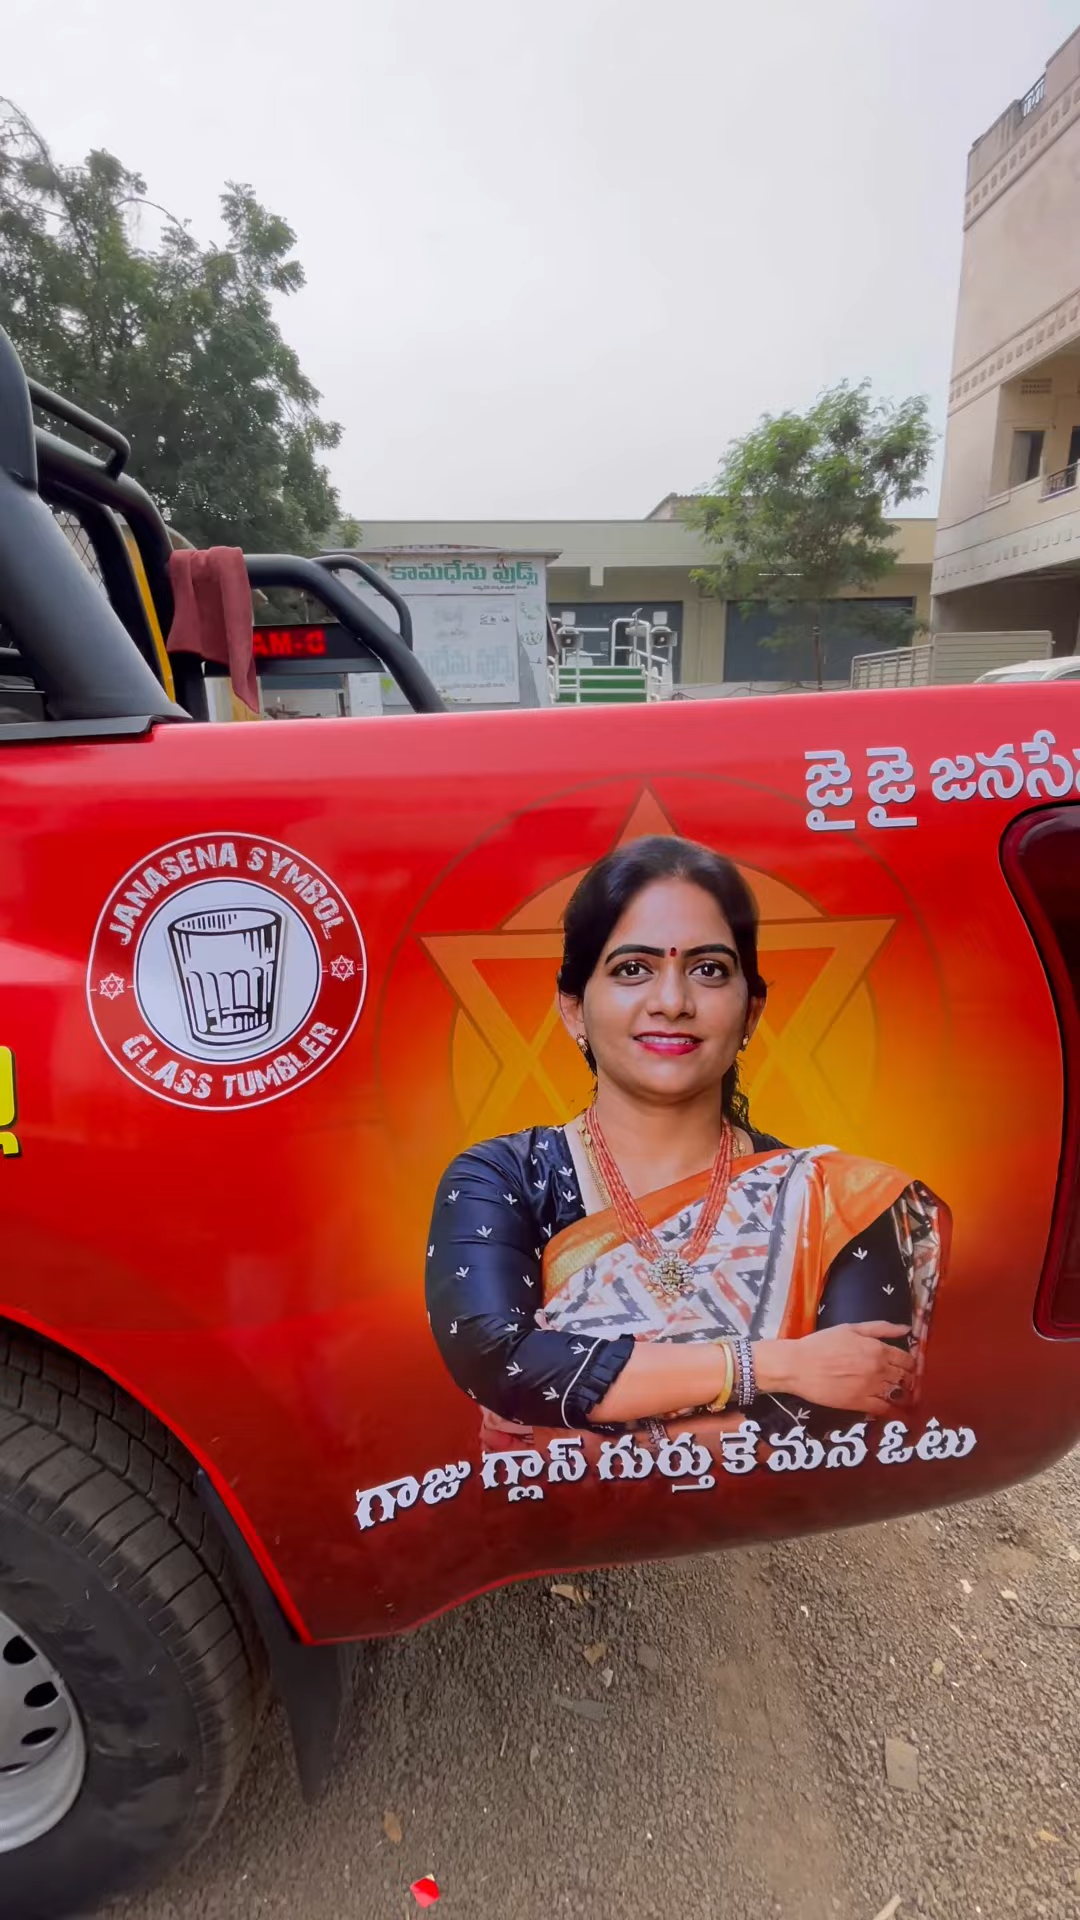 కామధేను ఫుడ్స్
జై జై జనసే
JANASENA SYMBOL
GLASS TUMBLER
గాజు గ్లాస్ గుర్తు కే మన ఓటు